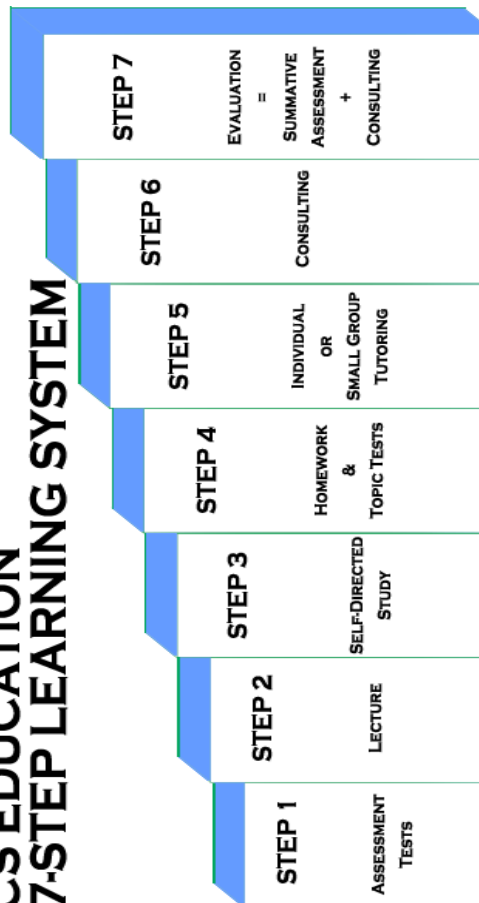 CS EDUCATION
7-STEP LEARNING SYSTEM
STEP 1
ASSESSMENT
TESTS
STEP 2
LECTURE
STEP 3
SELF-DIRECTED
STUDY
STEP 4
HOMEWORK
&
TOPIC TESTS
STEP 5
INDIVIDUAL
OR
SMALL GROUP
TUTORING
STEP 6
CONSULTING
STEP 7
EVALUATION
=
SUMMATIVE
ASSESSMENT
+
CONSULTING